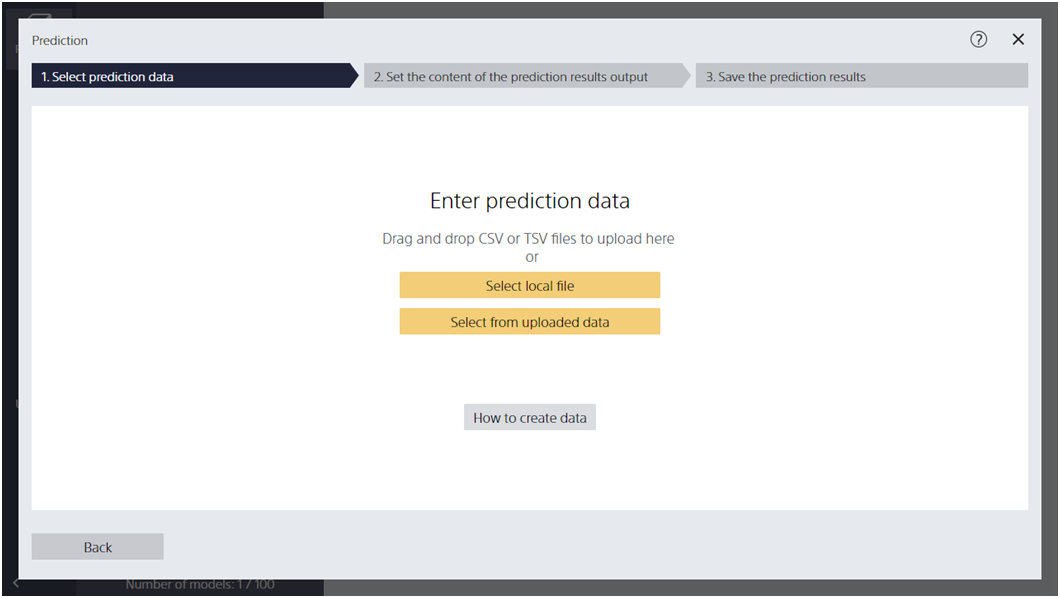 Prediction
1. Select prediction data
2. Set the content of the prediction results output
3. Save the prediction results
Enter prediction data
Drag and drop CSV or TSV files to upload here
or
Select local file
Select from uploaded data
How to create data
Back
Number of models: 1 / 100